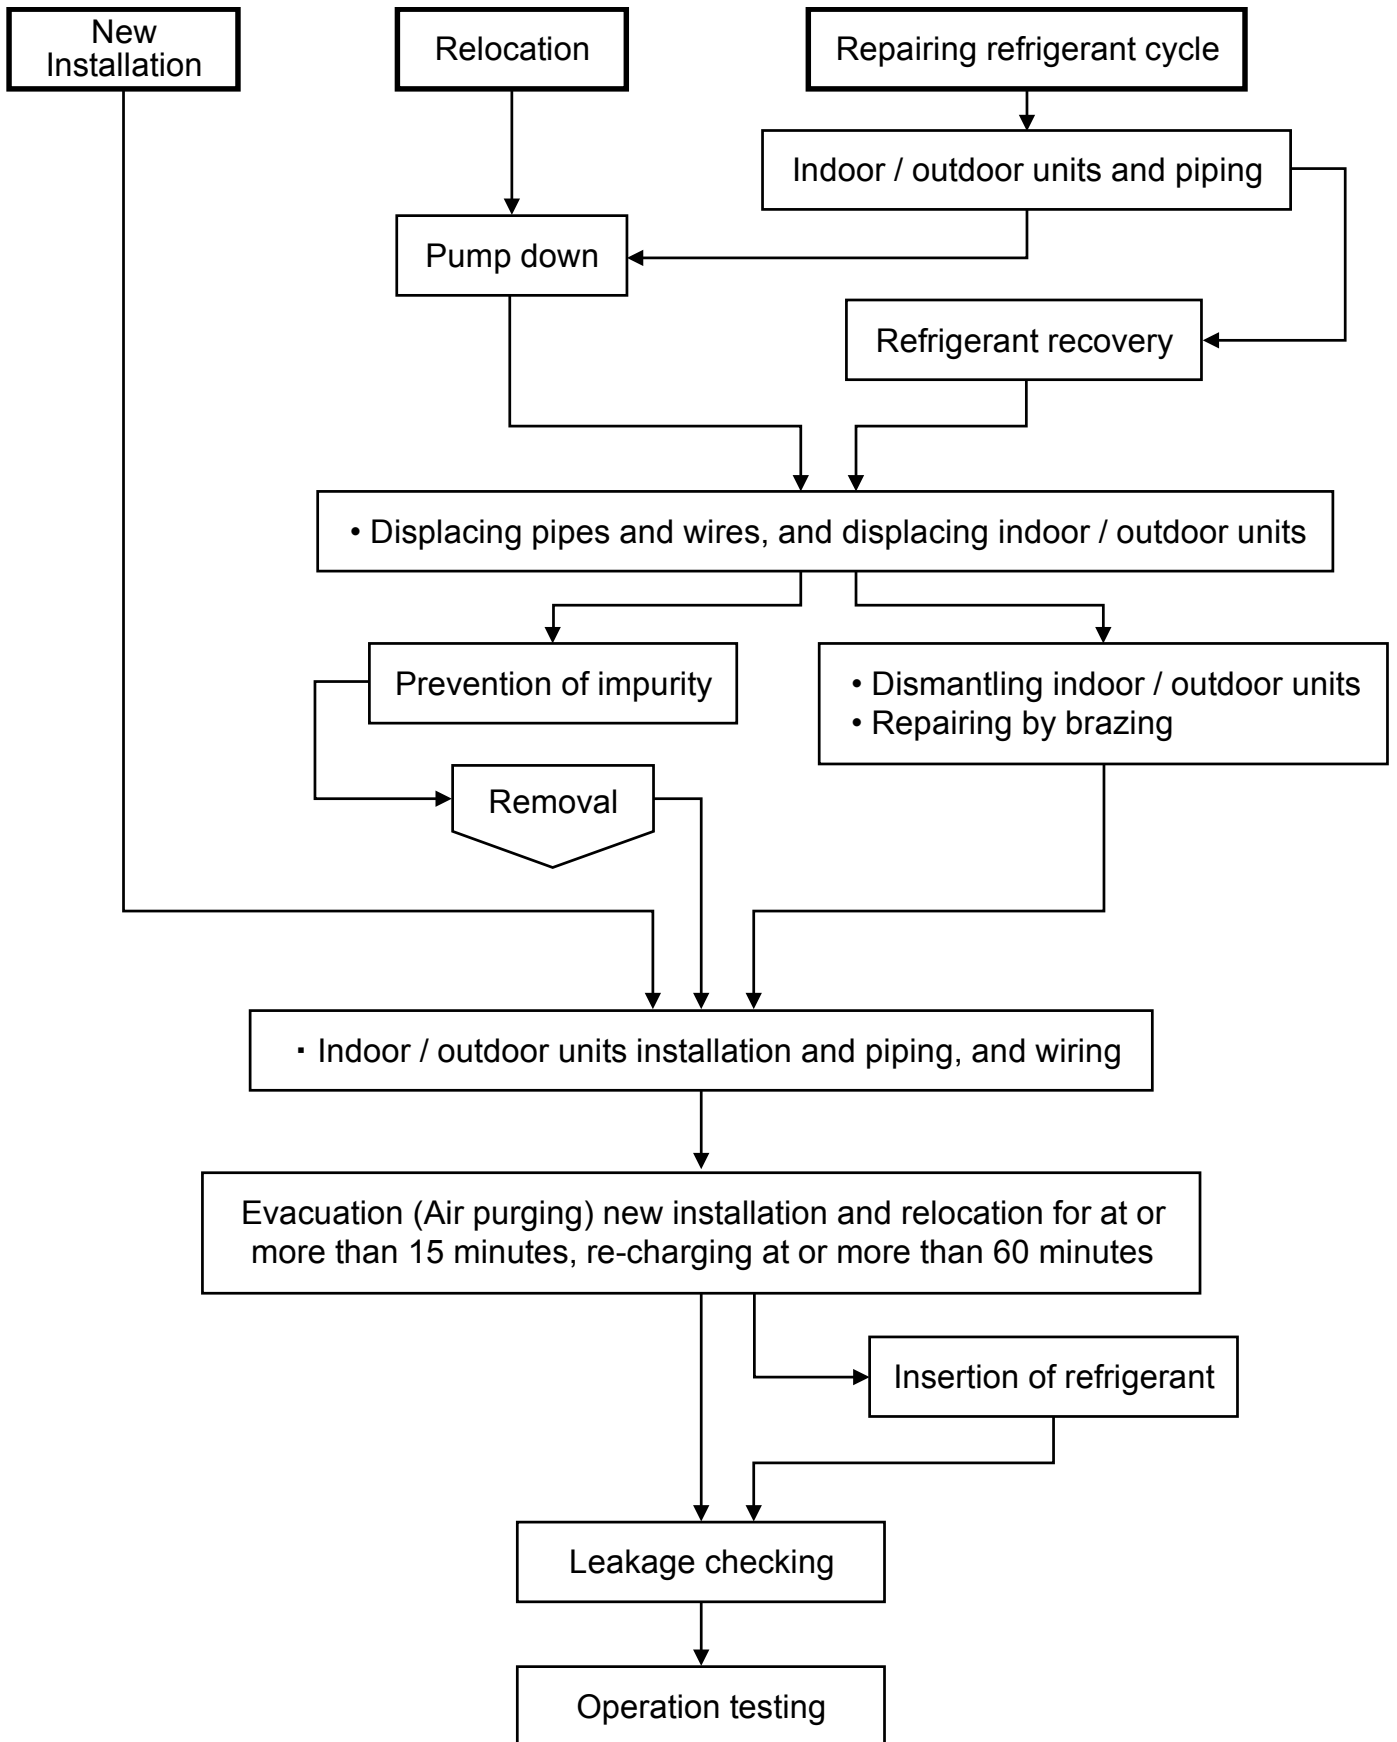 New
Installation
Relocation
Repairing refrigerant cycle
Indoor / outdoor units and piping
Pump down
Refrigerant recovery
• Displacing pipes and wires, and displacing indoor / outdoor units
Prevention of impurity
• Dismantling indoor / outdoor units
• Repairing by brazing
Removal
· Indoor / outdoor units installation and piping, and wiring
Evacuation (Air purging) new installation and relocation for at or
more than 15 minutes, re-charging at or more than 60 minutes
Insertion of refrigerant
Leakage checking
Operation testing